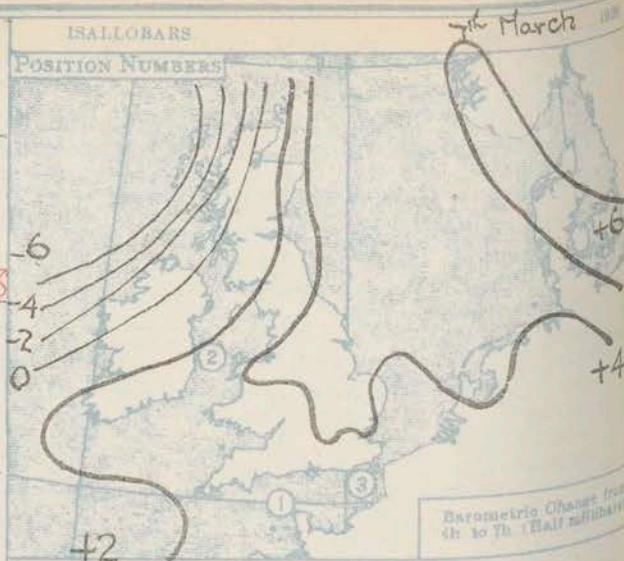 ISALLOBARS
7th March
POSITION NUMBERS
-6
-4
-2
0
+6
+4
2
1
3
+2
Barometric Change from
4h to 7h (Half millibars